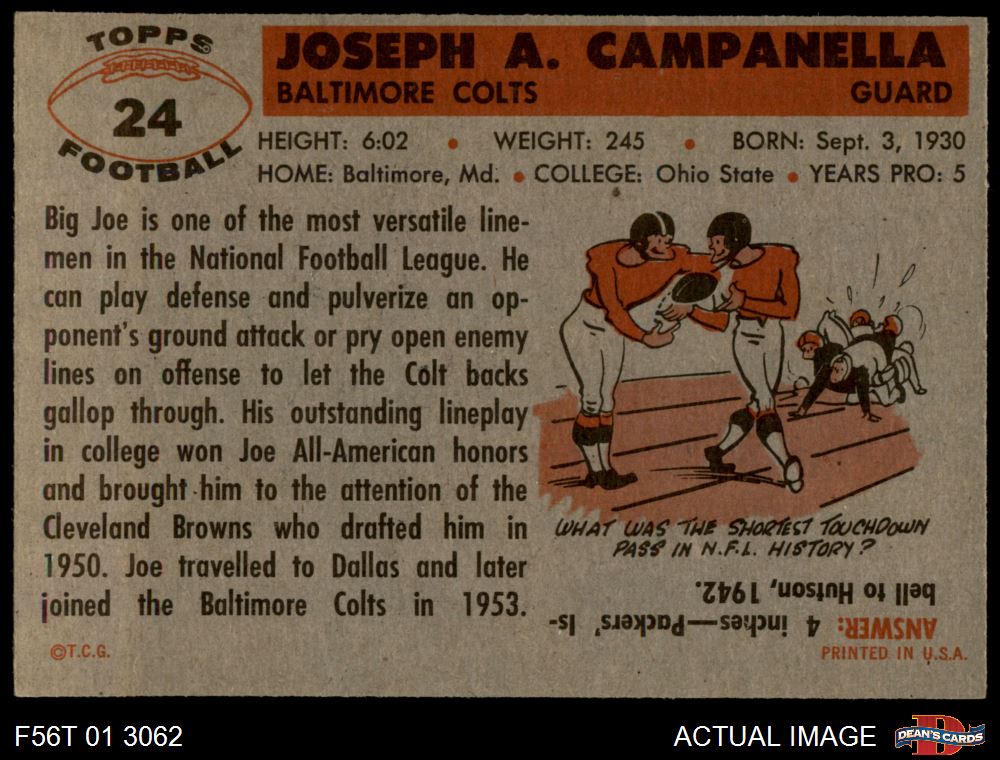 TOPPS
24
FOOTBALL
JOSEPH A. CAMPANELLA
BALTIMORE COLTS GUARD
HEIGHT: 6:02 • WEIGHT: 245 • BORN: Sept. 3, 1930
HOME: Baltimore, Md. • COLLEGE: Ohio State • YEARS PRO: 5
Big Joe is one of the most versatile line-
men in the National Football League. He
can play defense and pulverize an op-
ponent's ground attack or pry open enemy
lines on offense to let the Colt backs
gallop through. His outstanding lineplay
in college won Joe All-American honors
and brought him to the attention of the
Cleveland Browns who drafted him in
1950. Joe travelled to Dallas and later
joined the Baltimore Colts in 1953.
©T.C.G.
WHAT WAS THE SHORTEST TOUCHDOWN
PASS IN N.F.L. HISTORY?
ANSWER: 4 inches—Packers' Is-
bell to Hutson, 1942.
PRINTED IN U.S.A.
F56T 01 3062
ACTUAL IMAGE
D
DEAN'S CARDS